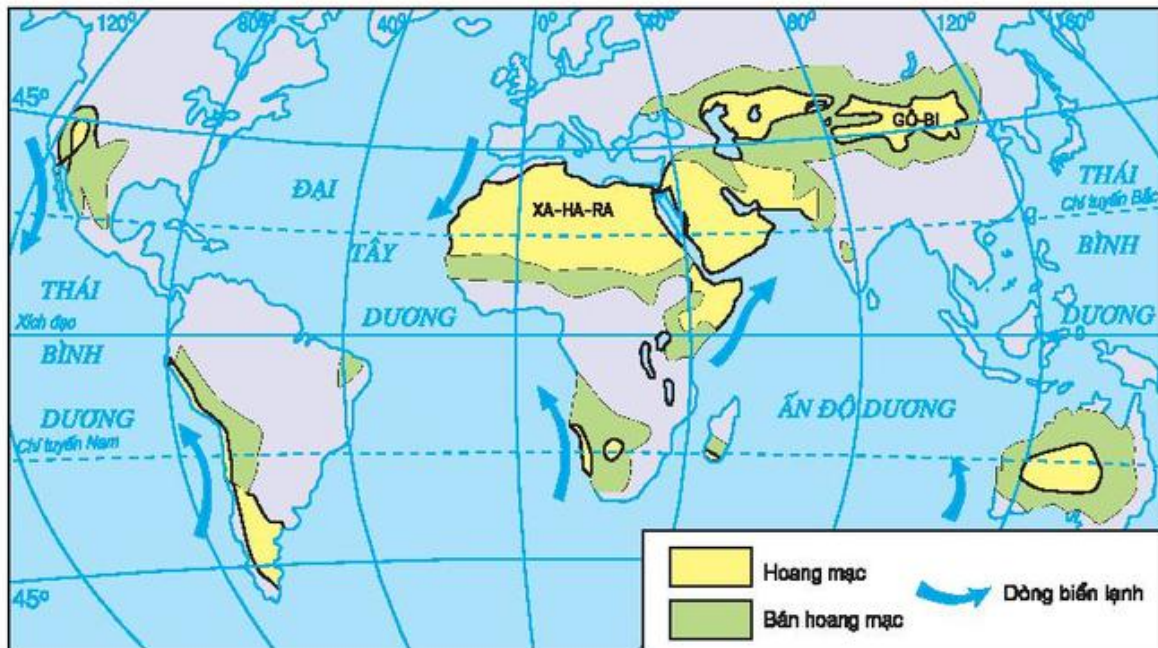 120° 80° 40° 0° 40° 80° 120° 160°
45°
GÔ-BI
ĐẠI
XA-HA-RA
THÁI
Chí tuyến Bắc
TÂY
BÌNH
THÁI
DƯƠNG
DƯƠNG
Xích đạo
BÌNH
DƯƠNG
ẤN ĐỘ DƯƠNG
Chí tuyến Nam
45°
Hoang mạc
Dòng biển lạnh
Bán hoang mạc